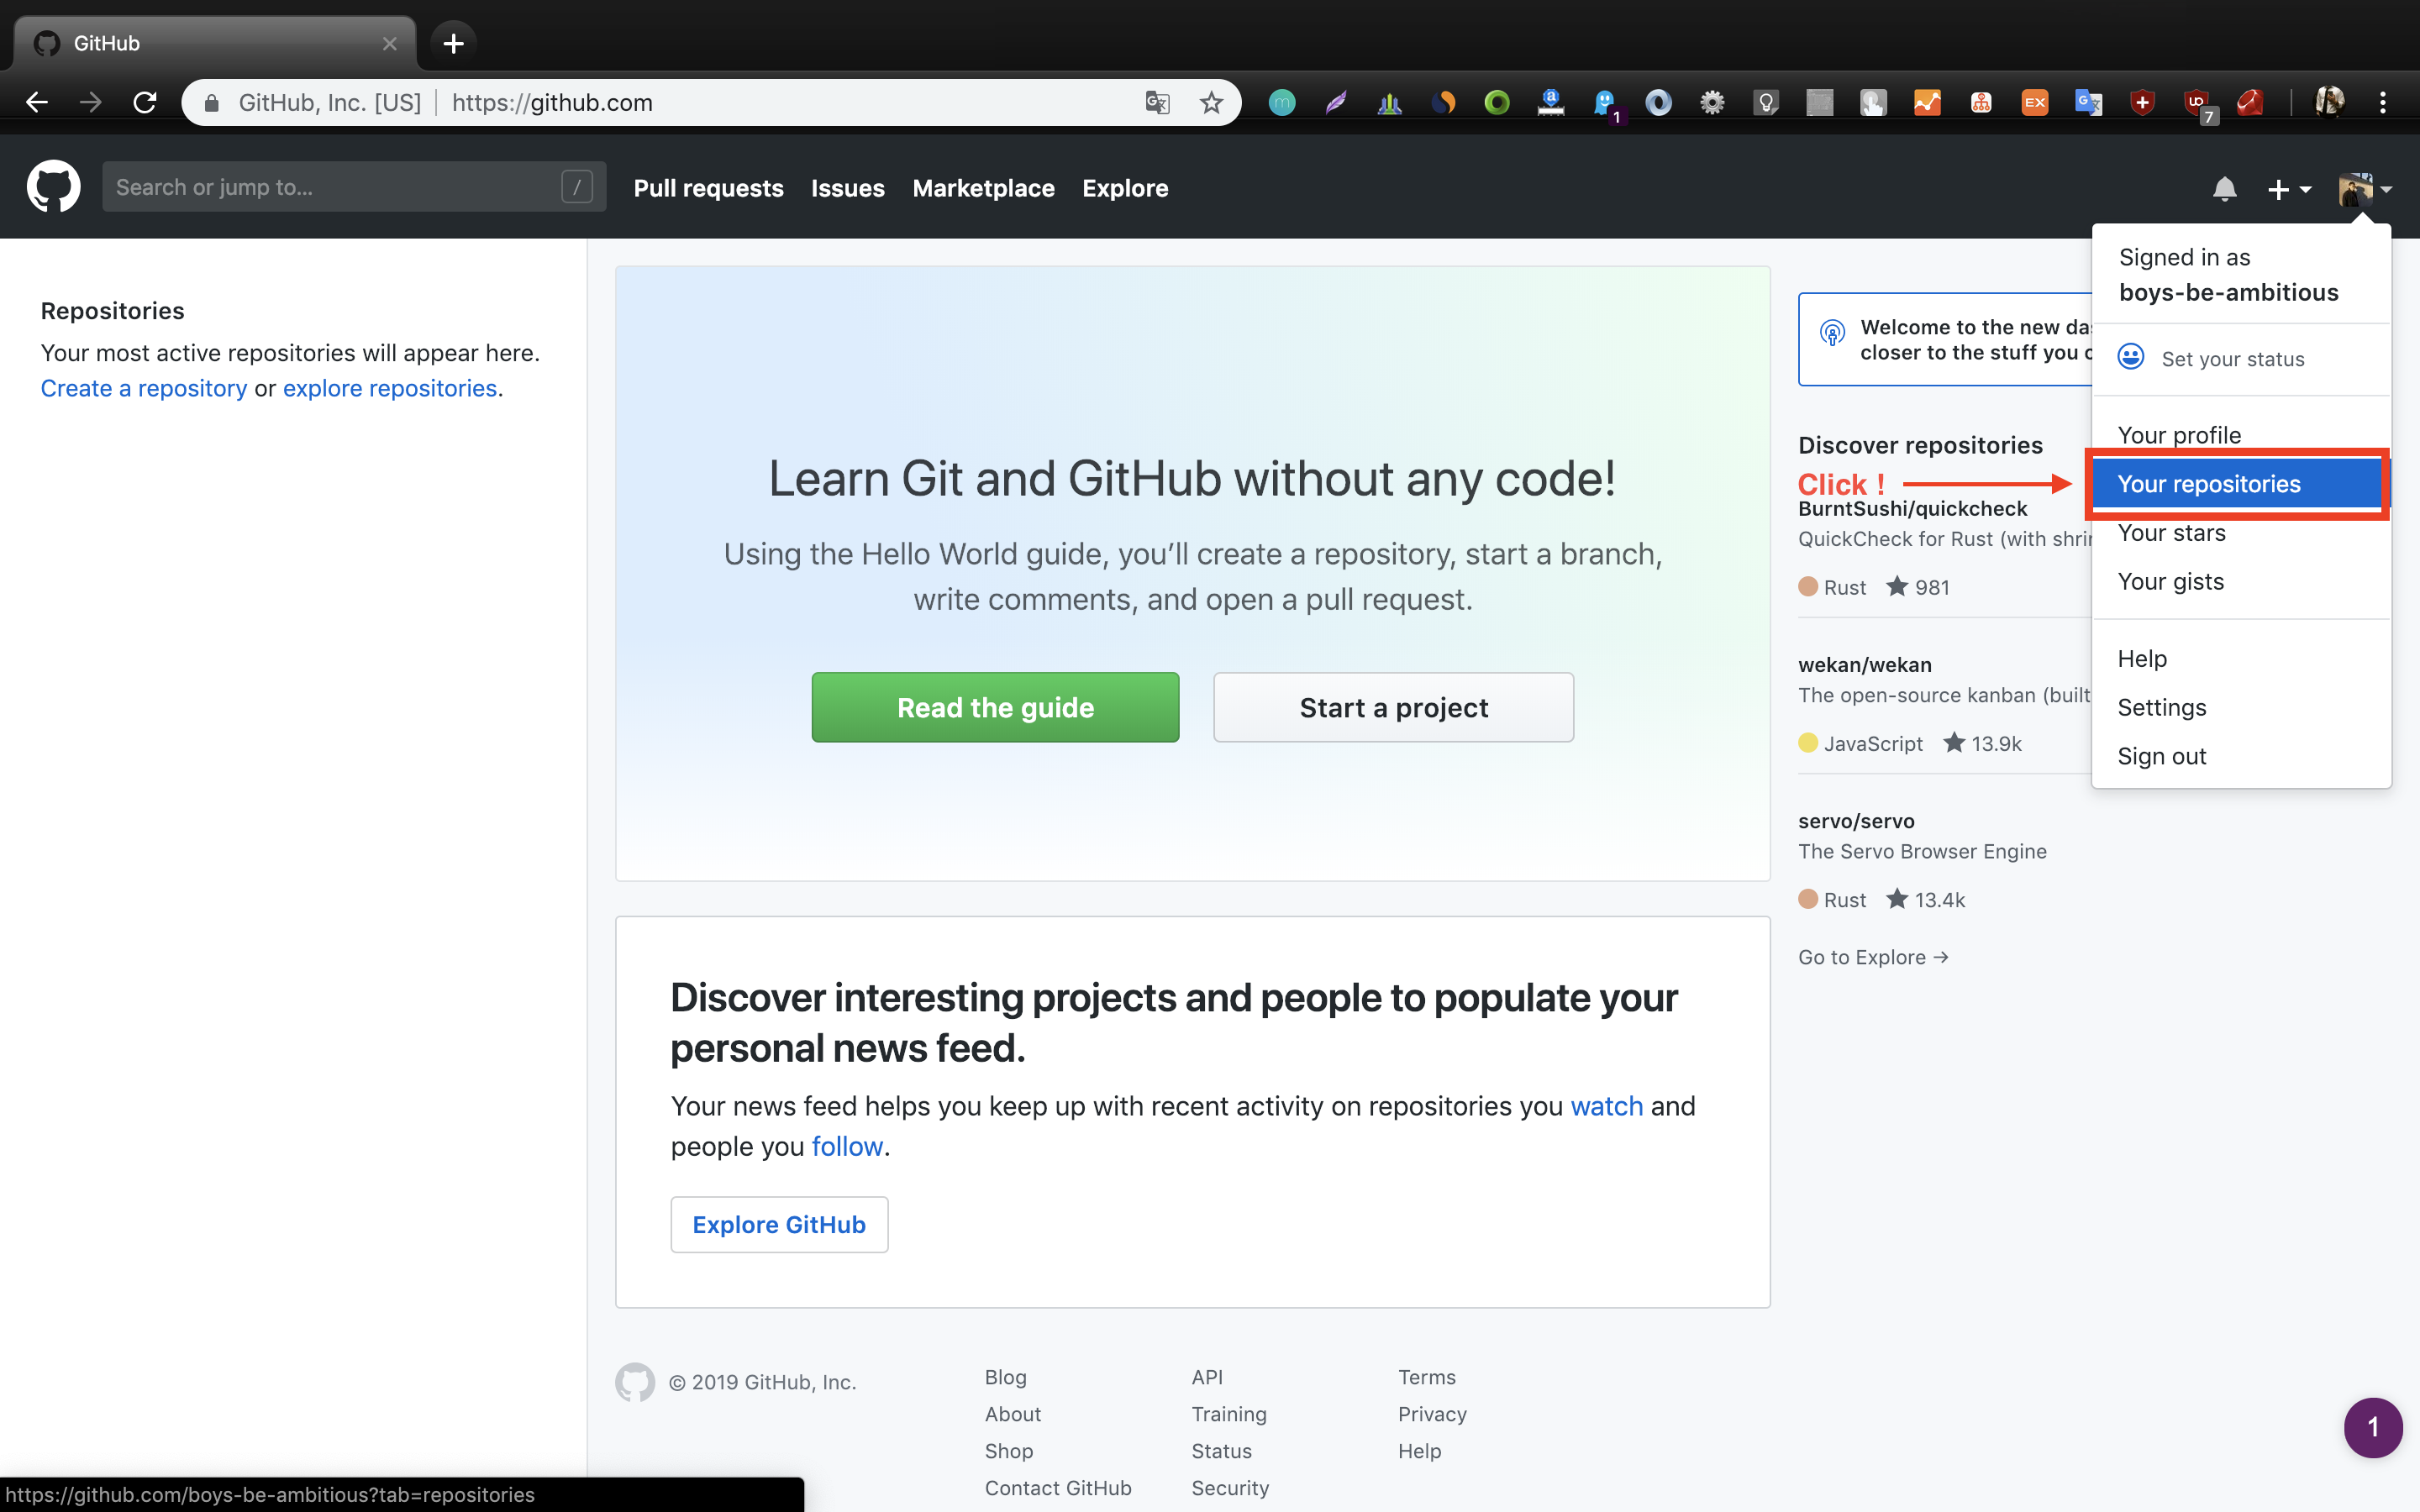 GitHub
GitHub, Inc. [US]
https://github.com
m
a
1
EX
G
7
Search or jump to...
/
Pull requests
Issues
Marketplace
Explore
Repositories
Your most active repositories will appear here.
Create a repository or explore repositories.
Learn Git and GitHub without any code!
Using the Hello World guide, you’ll create a repository, start a branch,
write comments, and open a pull request.
Read the guide
Start a project
Discover interesting projects and people to populate your
personal news feed.
Your news feed helps you keep up with recent activity on repositories you watch and
people you follow.
Explore GitHub
Welcome to the new
closer to the stuff you
Discover repositories
Click !
BurntSushi/quickcheck
QuickCheck for Rust (with
Rust
981
wekan/wekan
The open-source kanban (built
JavaScript
13.9k
servo/servo
The Servo Browser Engine
Rust
13.4k
Go to Explore →
Signed in as
boys-be-ambitious
Set your status
Your profile
Your repositories
Your stars
Your gists
Help
Settings
Sign out
© 2019 GitHub, Inc.
Blog
About
Shop
Contact GitHub
API
Training
Status
Security
Terms
Privacy
Help
1
https://github.com/boys-be-ambitious?tab=repositories